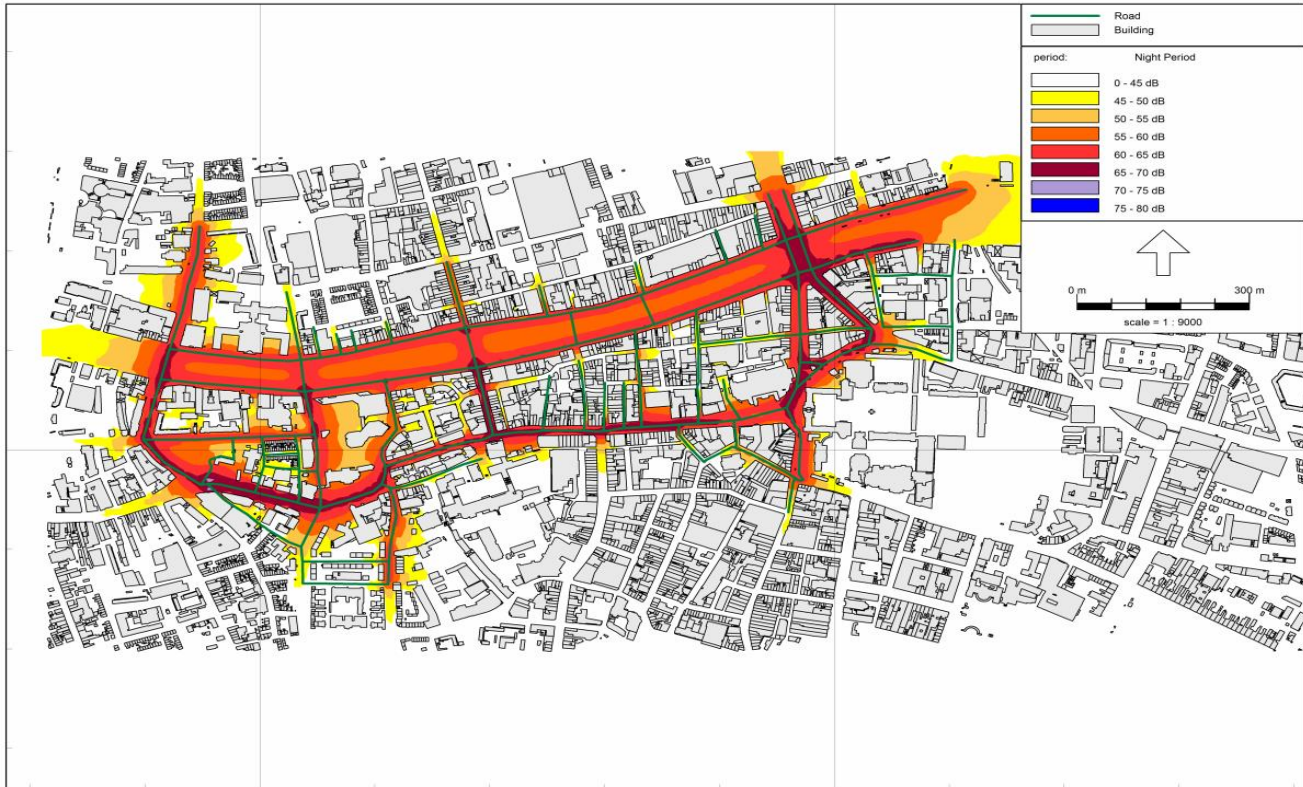 Road
Building
period: Night Period
0 - 45 dB
45 - 50 dB
50 - 55 dB
55 - 60 dB
60 - 65 dB
65 - 70 dB
70 - 75 dB
75 - 80 dB
0 m 300 m
scale = 1 : 9000